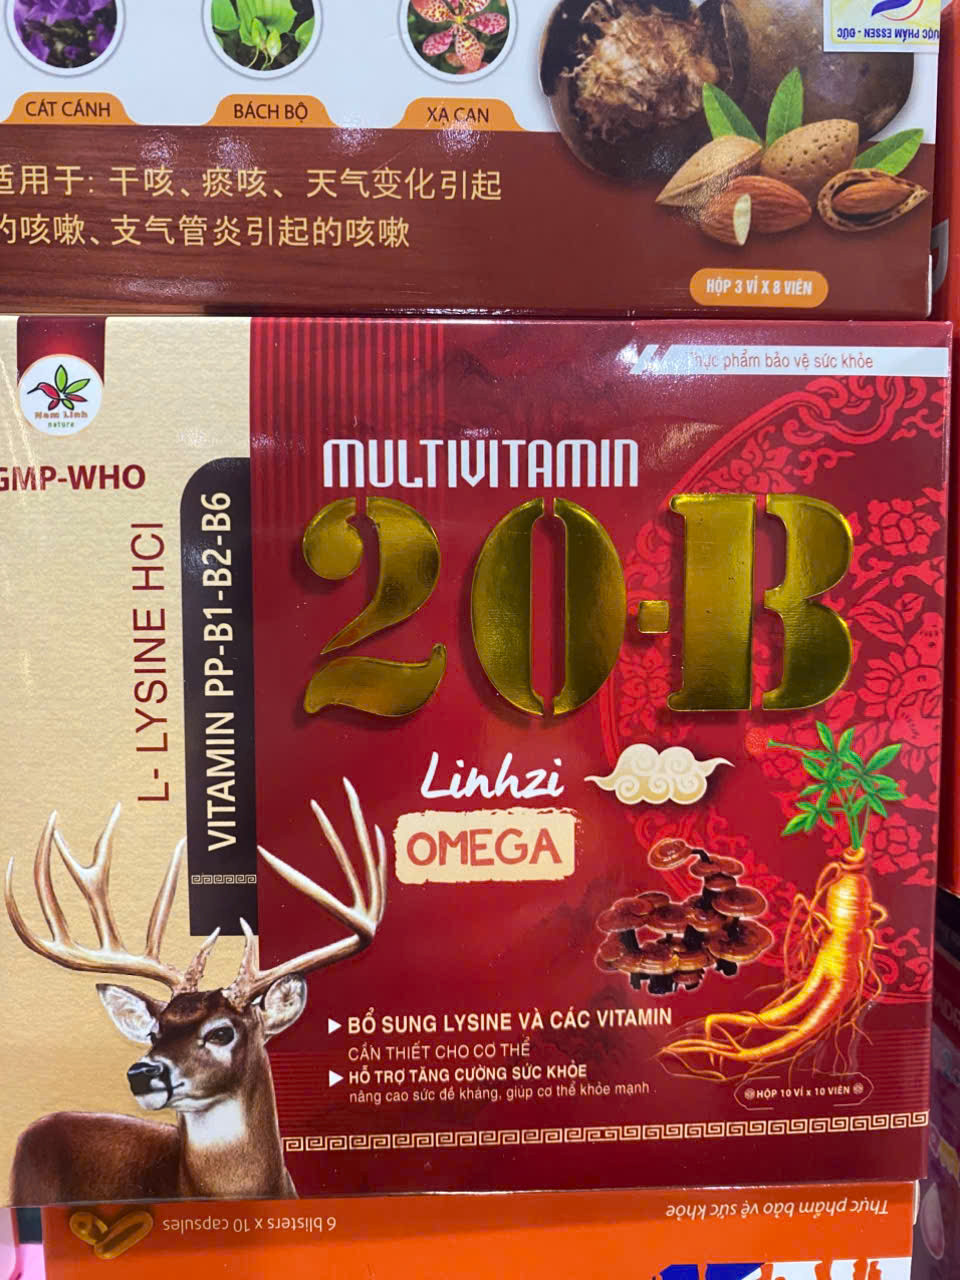 ƯỢC PHẨM ESSEN - ĐỨC
CÁT CÁNH
BÁCH BỘ
XẠ CAN
适用于: 干咳、痰咳、天气变化引起
的咳嗽、支气管炎引起的咳嗽
HỘP 3 VỈ X 8 VIÊN
Thực phẩm bảo vệ sức khỏe
Nam Linh
nature
GMP-WHO
MULTIVITAMIN
20-B
L- LYSINE HCl
VITAMIN PP-B1-B2-B6
Linhzi
OMEGA
BỔ SUNG LYSINE VÀ CÁC VITAMIN
CẦN THIẾT CHO CƠ THỂ
HỖ TRỢ TĂNG CƯỜNG SỨC KHỎE
nâng cao sức đề kháng, giúp cơ thể khỏe mạnh
HỘP 10 VỈ x 10 VIÊN
6 blisters x 10 capsules
Thực phẩm bảo vệ sức khỏe